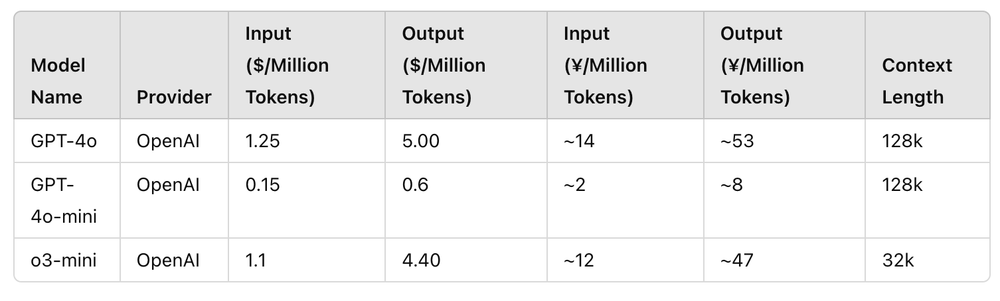 Model Name | Provider | Input ($/Million Tokens) | Output ($/Million Tokens) | Input (¥/Million Tokens) | Output (¥/Million Tokens) | Context Length
GPT-4o | OpenAI | 1.25 | 5.00 | ~14 | ~53 | 128k
GPT-4o-mini | OpenAI | 0.15 | 0.6 | ~2 | ~8 | 128k
o3-mini | OpenAI | 1.1 | 4.40 | ~12 | ~47 | 32k